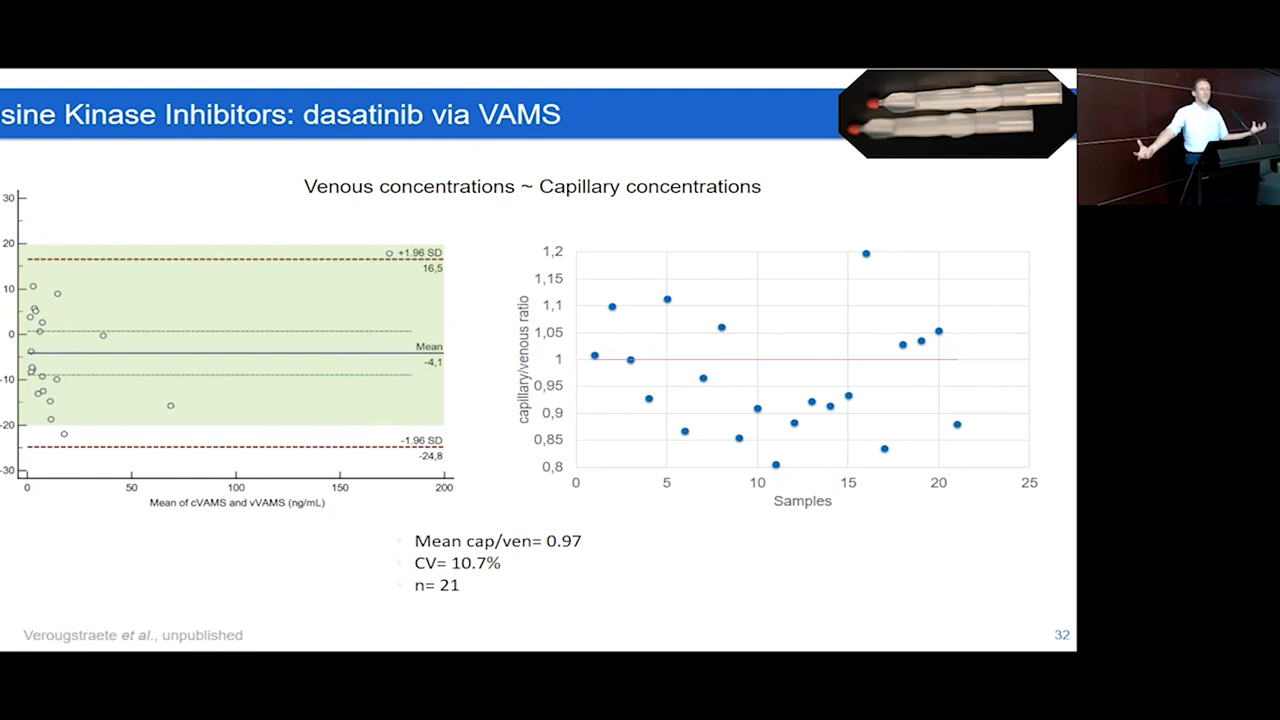 sine Kinase Inhibitors: dasatinib via VAMS
Venous concentrations ~ Capillary concentrations
30
20
10
0
-10
-20
-30
+1.96 SD
16,5
Mean
-4,1
-1.96 SD
-24,8
0 50 100 150 200
Mean of cVAMS and vVAMS (ng/mL)
capillary/venous ratio
1,2
1,15
1,1
1,05
1
0,95
0,9
0,85
0,8
0 5 10 15 20 25
Samples
Mean cap/ven= 0.97
CV= 10.7%
n= 21
Verougstraete et al., unpublished
32